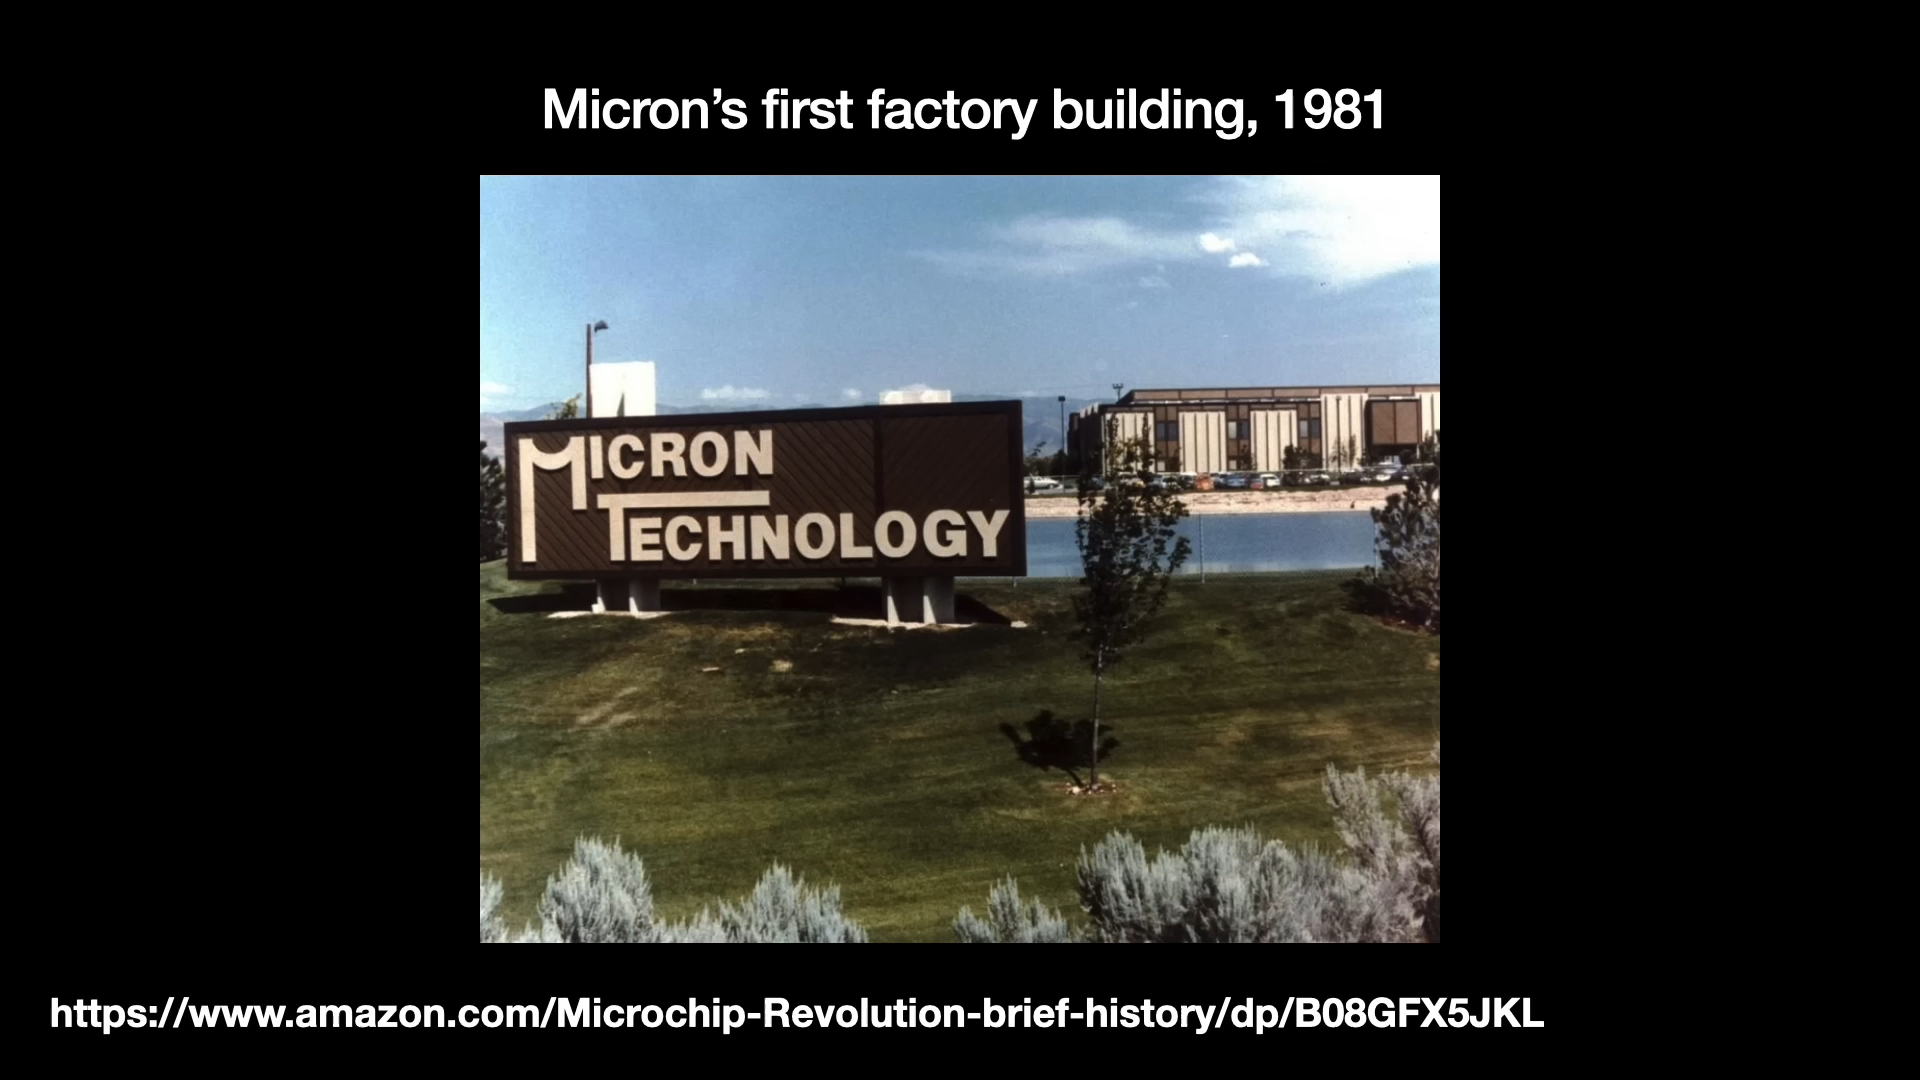 Micron’s first factory building, 1981
MICRON
TECHNOLOGY
https://www.amazon.com/Microchip-Revolution-brief-history/dp/B08GFX5JKL